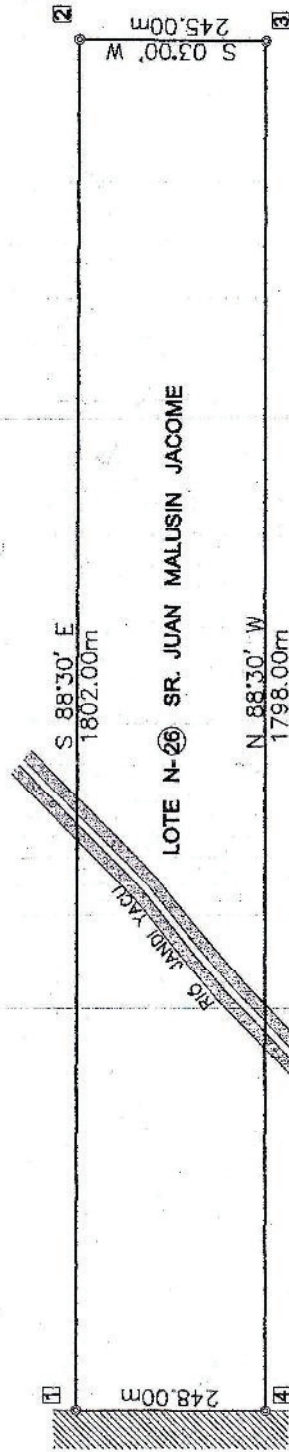 1
2
S 88°30' E
1802.00m
245.00m
S 03°00' W
RIO JANDI YACU
LOTE N-26 SR. JUAN MALUSIN JACOME
248.00m
N 88°30' W
1798.00m
4
3